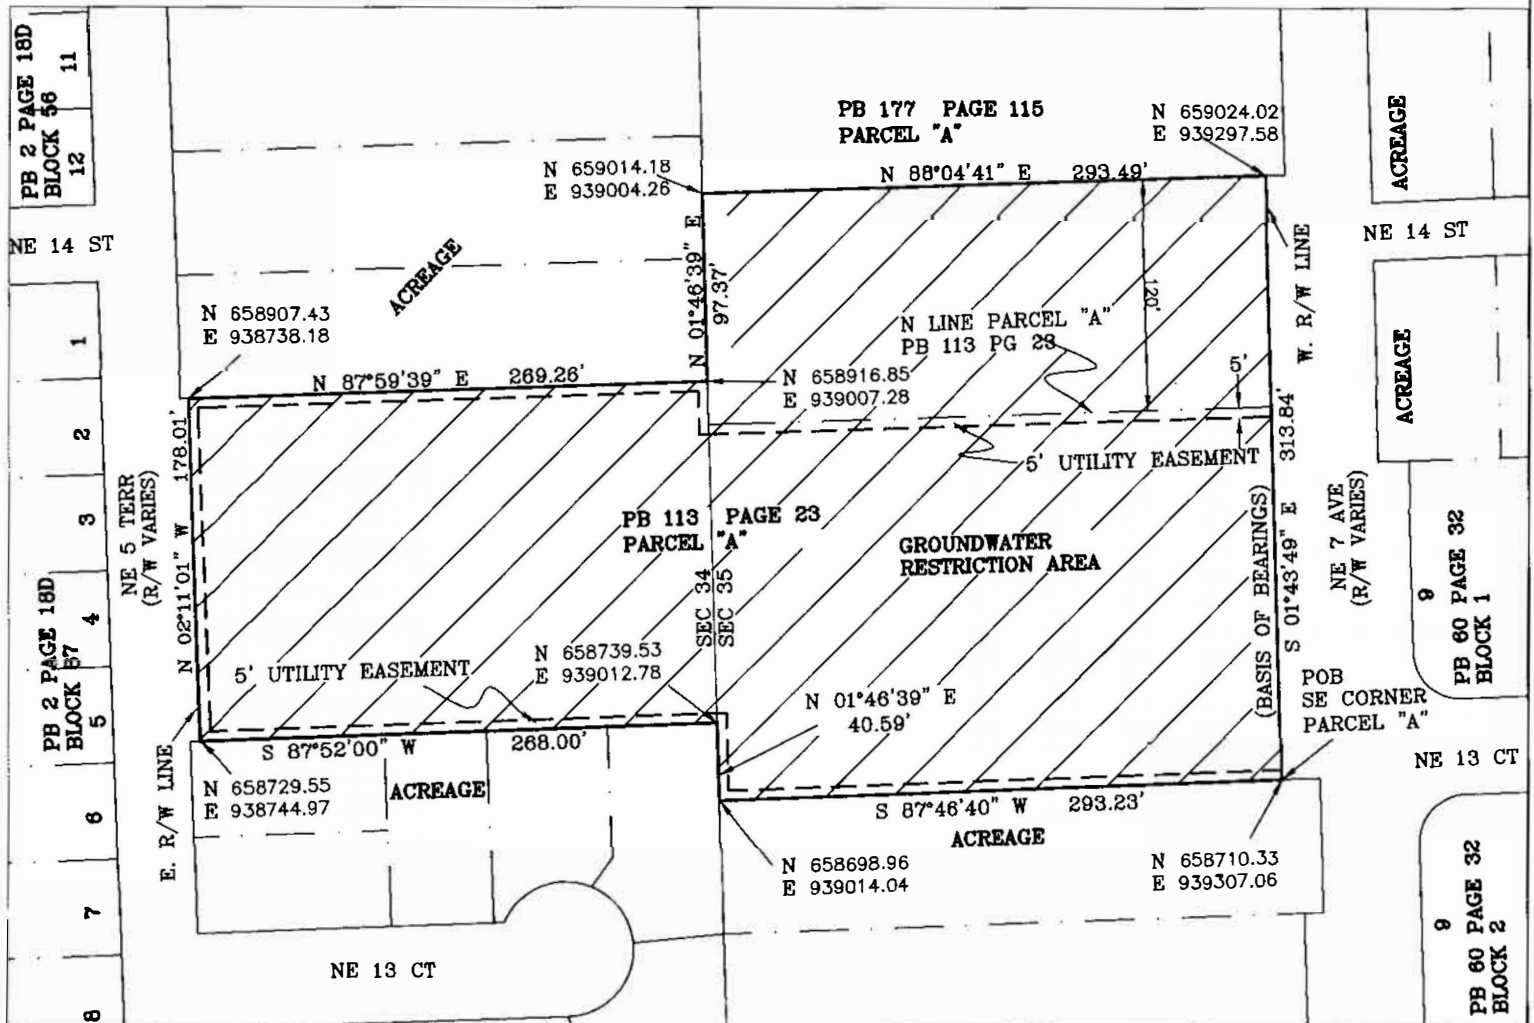 PB 2 PAGE 18D
BLOCK 56
11
12
NE 14 ST
PB 177 PAGE 115
PARCEL "A"
N 659024.02
E 939297.58
N 659014.18
E 939004.26
N 88°04'41" E 293.49'
ACREAGE
NE 14 ST
ACREAGE
N 01°46'39" E
97.37'
120'
W. R/W LINE
N 658907.43
E 938738.18
N LINE PARCEL "A"
PB 113 PG 23
ACREAGE
N 87°59'39" E 269.26'
N 658916.85
E 939007.28
5'
5' UTILITY EASEMENT
1
2
3
4
5
6
7
8
PB 2 PAGE 18D
BLOCK 57
NE 5 TERR
(R/W VARIES)
N 02°11'01" W 178.01'
PB 113 PAGE 23
PARCEL "A"
SEC 34
SEC 35
GROUNDWATER
RESTRICTION AREA
(BASIS OF BEARINGS)
S 01°43'49" E 313.84'
NE 7 AVE
(R/W VARIES)
9
PB 60 PAGE 32
BLOCK 1
5' UTILITY EASEMENT
N 658739.53
E 939012.78
N 01°46'39" E
40.59'
POB
SE CORNER
PARCEL "A"
NE 13 CT
S 87°52'00" W 268.00'
E. R/W LINE
N 658729.55
E 938744.97
ACREAGE
S 87°46'40" W 293.23'
ACREAGE
N 658698.96
E 939014.04
N 658710.33
E 939307.06
NE 13 CT
9
PB 60 PAGE 32
BLOCK 2